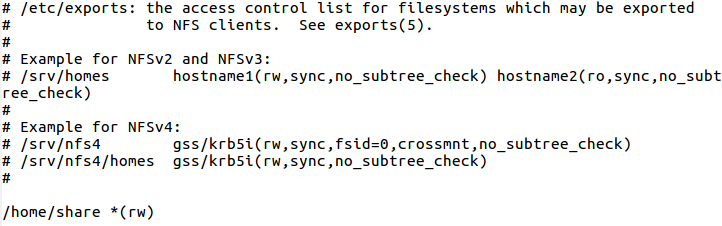 # /etc/exports: the access control list for filesystems which may be exported
#             to NFS clients.  See exports(5).
#
# Example for NFSv2 and NFSv3:
# /srv/homes       hostname1(rw,sync,no_subtree_check) hostname2(ro,sync,no_subt
ree_check)
#
# Example for NFSv4:
# /srv/nfs4        gss/krb5i(rw,sync,fsid=0,crossmnt,no_subtree_check)
# /srv/nfs4/homes  gss/krb5i(rw,sync,no_subtree_check)
#
/home/share *(rw)